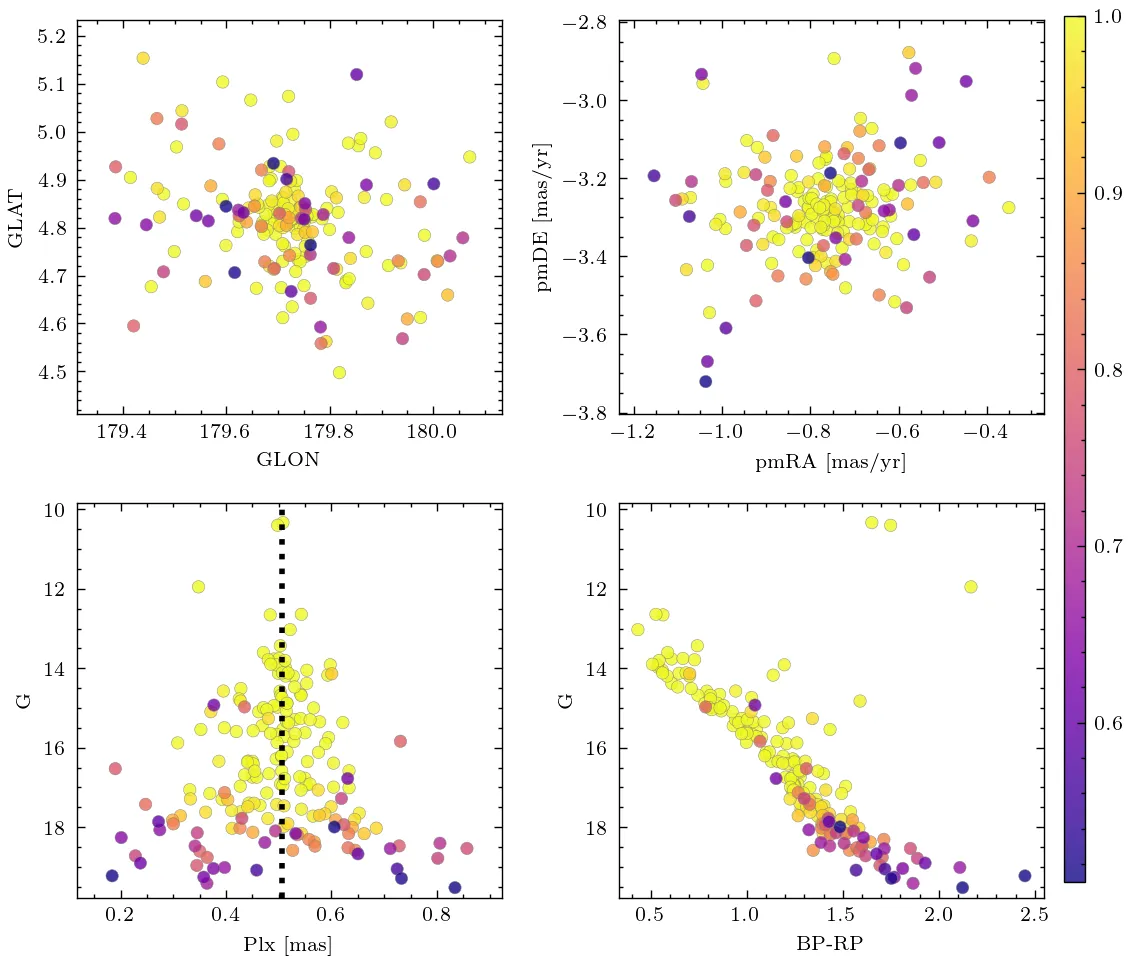 5.2
5.1
5.0
4.9
4.8
4.7
4.6
4.5
GLAT
179.4 179.6 179.8 180.0
GLON
−2.8
−3.0
−3.2
−3.4
−3.6
−3.8
pmDE [mas/yr]
−1.2 −1.0 −0.8 −0.6 −0.4
pmRA [mas/yr]
1.0
0.9
0.8
0.7
0.6
10
12
14
16
18
G
0.2 0.4 0.6 0.8
Plx [mas]
10
12
14
16
18
G
0.5 1.0 1.5 2.0 2.5
BP-RP